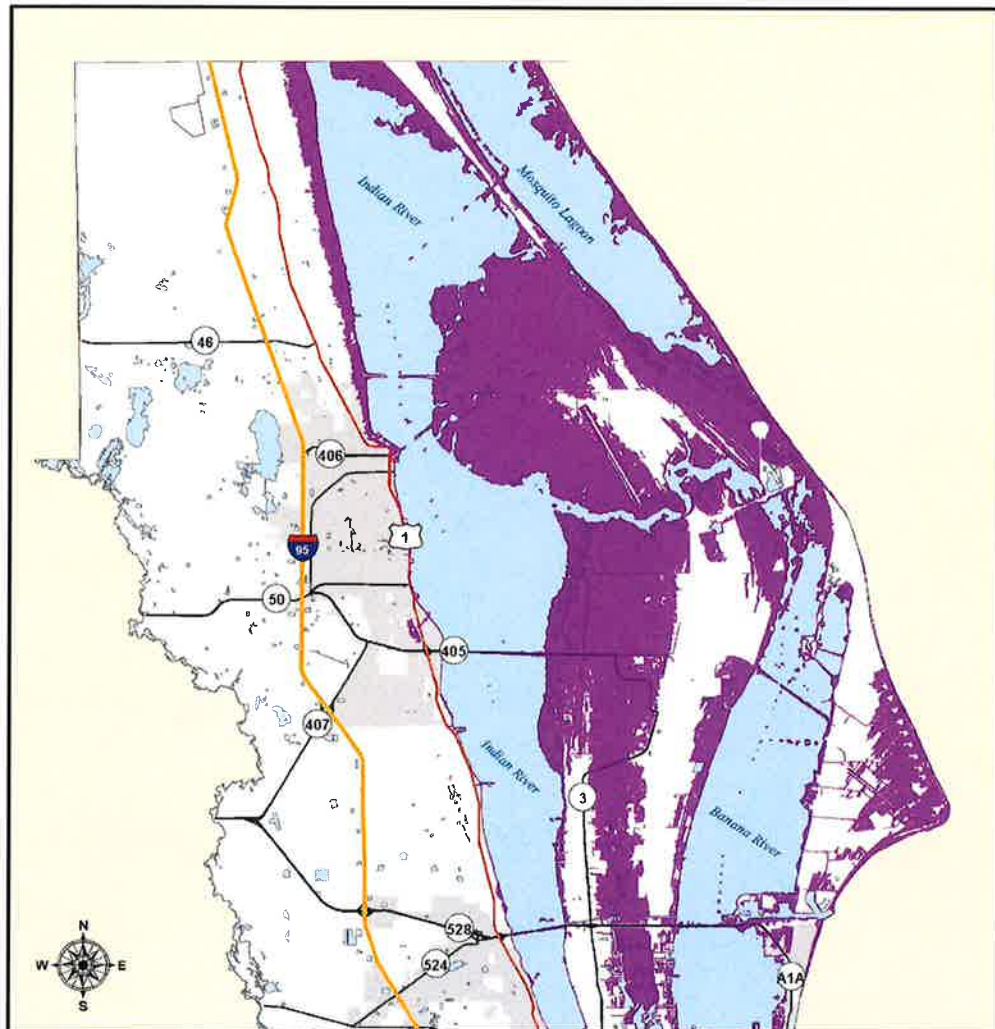 Indian River
Mosquito Lagoon
46
406
1
95
50
405
407
Indian River
3
Banana River
528
524
A1A
N
W
E
S